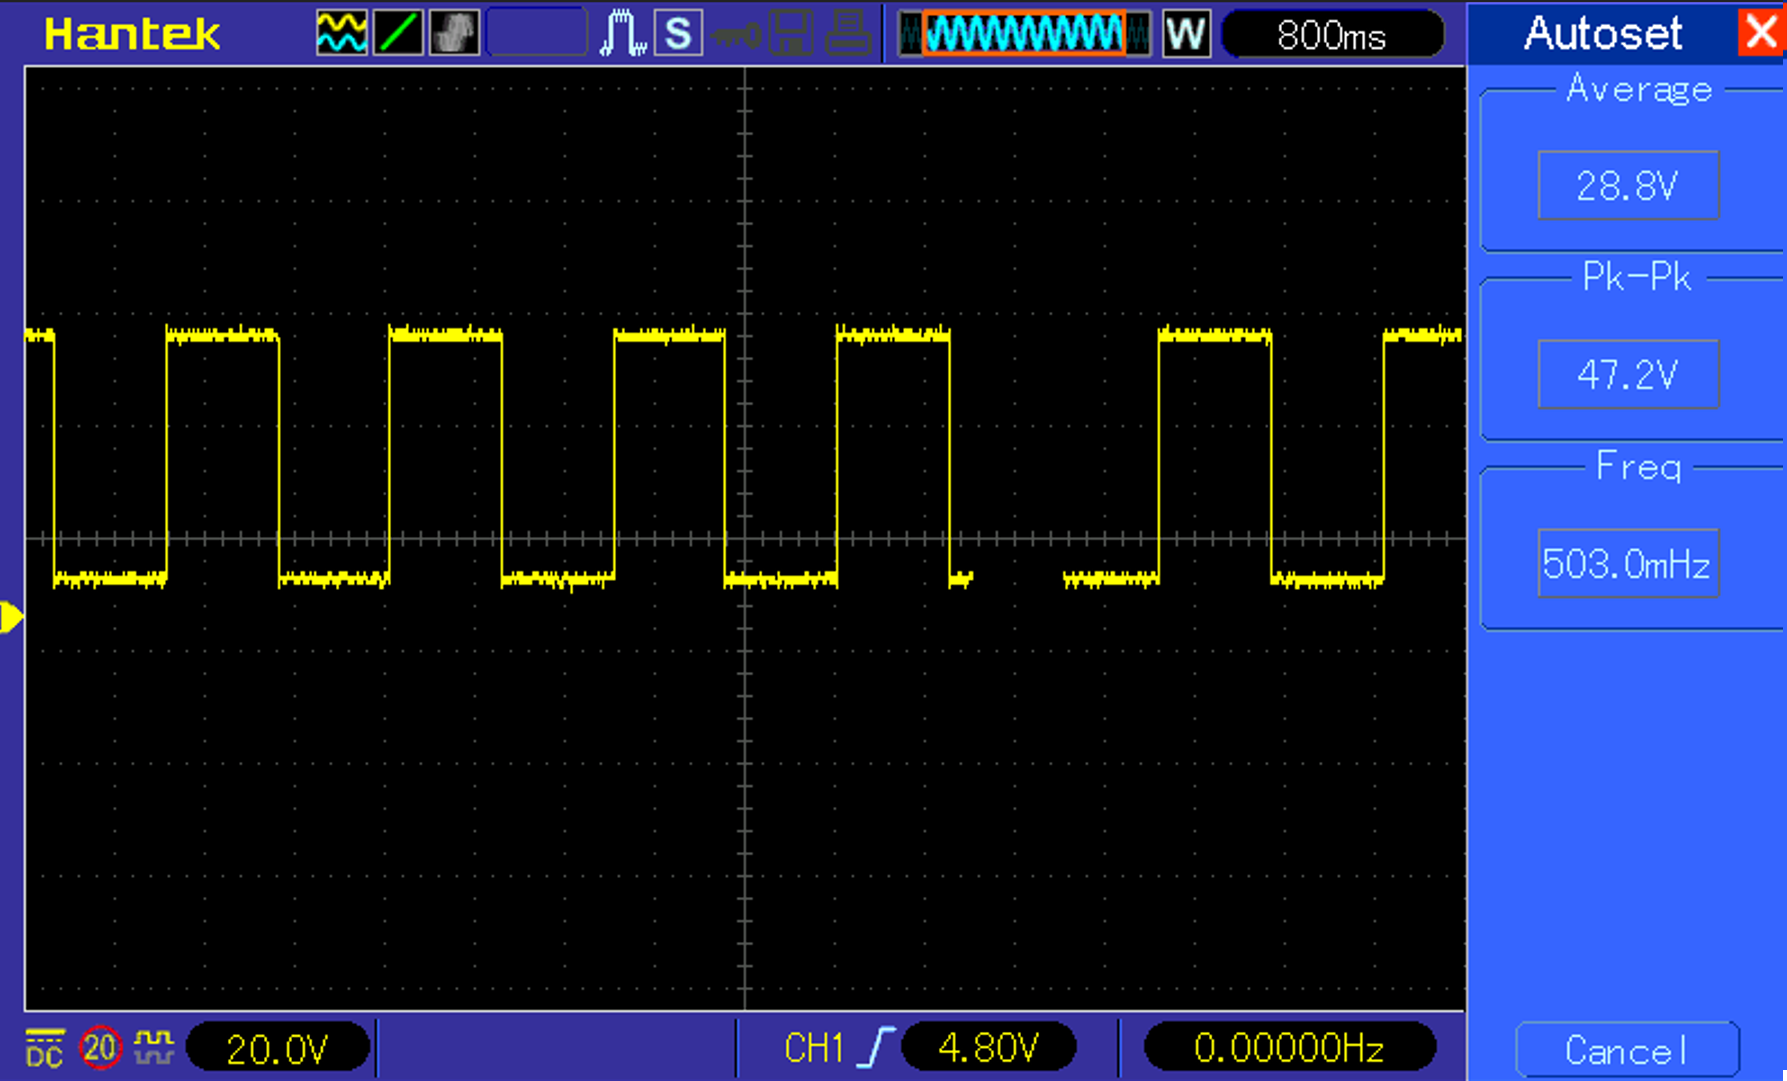 Hantek
S
W
800ms
Autoset
X
Average
28.8V
Pk-Pk
47.2V
Freq
503.0mHz
DC
20
20.0V
CH1
4.80V
0.00000Hz
Cancel